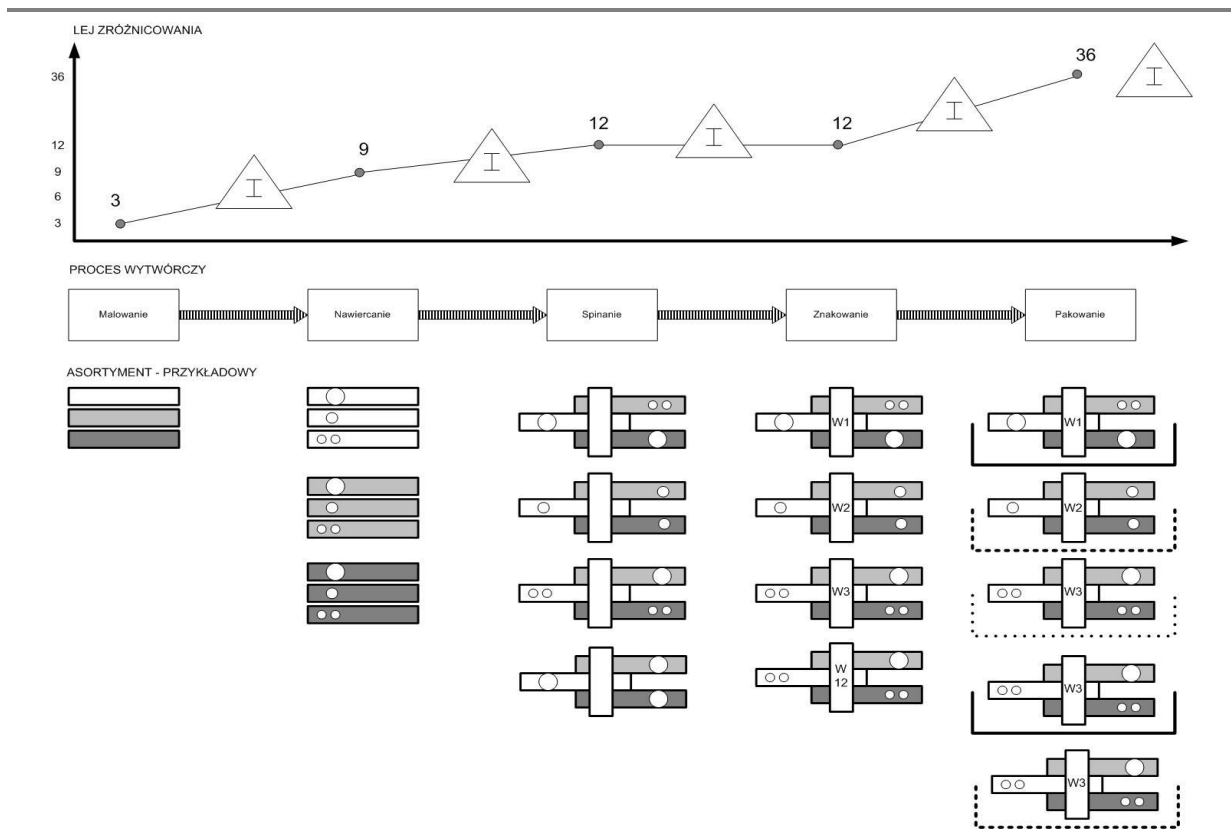 LEJ ZRÓŻNICOWANIA
36
12
9
6
3
3
I
9
I
12
I
12
I
36
I
PROCES WYTWÓRCZY
Malowanie
Nawiercanie
Spinanie
Znakowanie
Pakowanie
ASORTYMENT - PRZYKŁADOWY
W1
W1
W2
W2
W3
W3
W
12
W3
W3